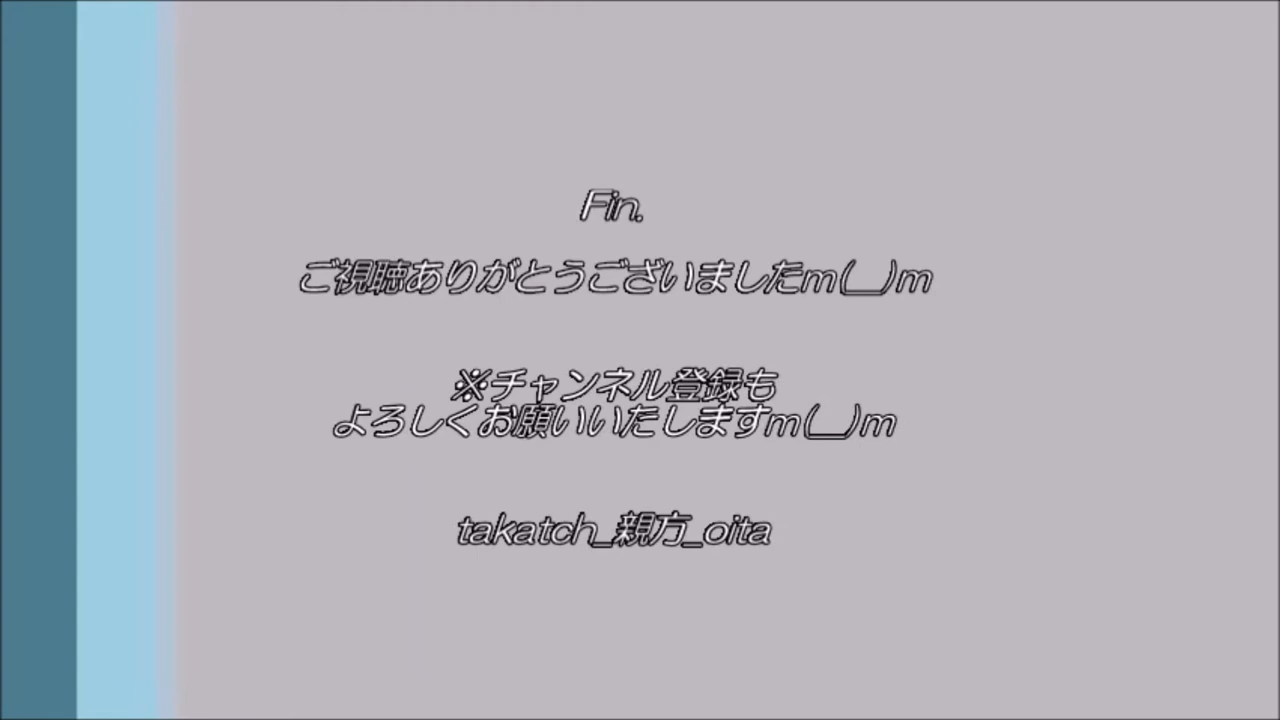 Fin.
ご視聴ありがとうございましたm(__)m
※チャンネル登録も
よろしくお願いいたしますm(__)m
takatch_親方_oita